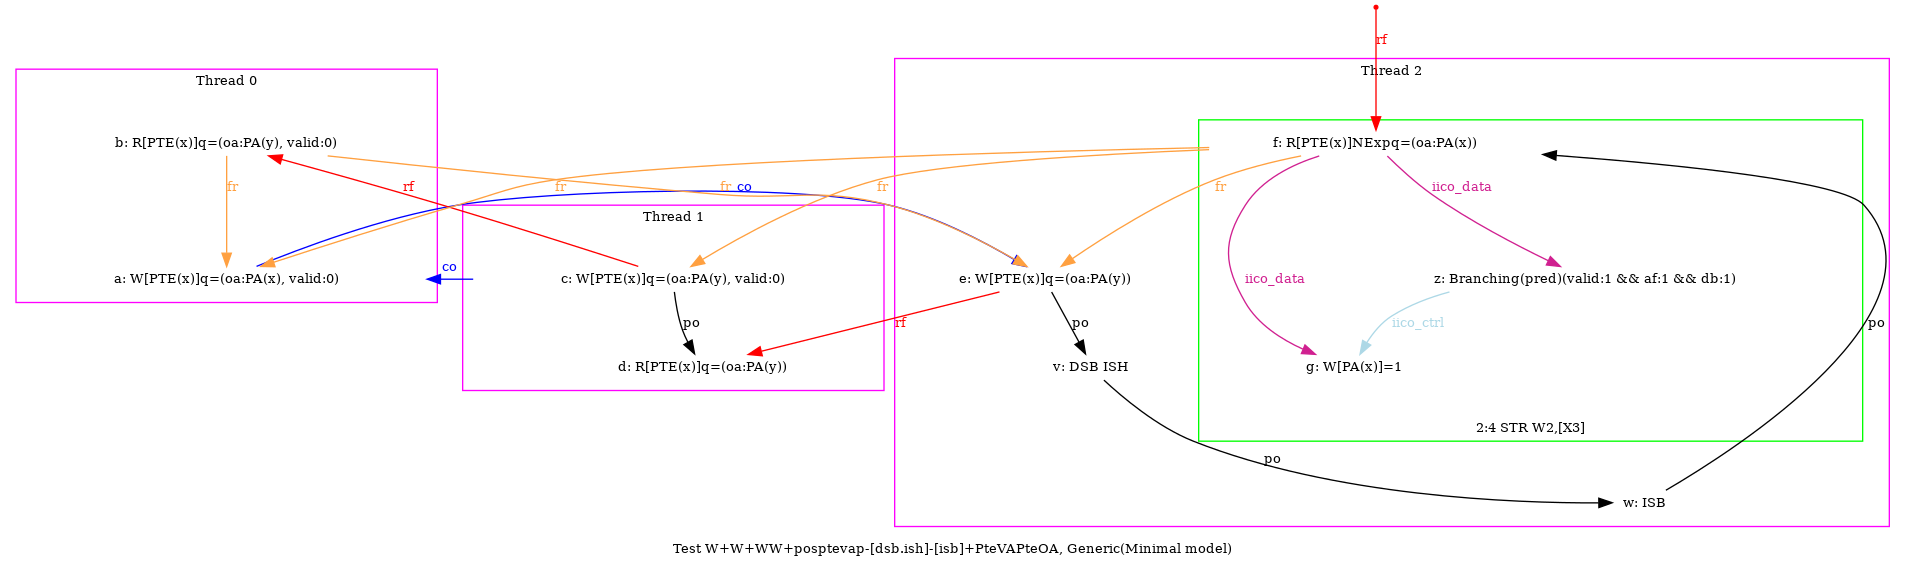 rf
Thread 2
Thread 0
b: R[PTE(x)]q=(oa:PA(y), valid:0)
f: R[PTE(x)]NExpq=(oa:PA(x))
fr
rf
fr
fr
co
fr
fr
iico_data
Thread 1
co
a: W[PTE(x)]q=(oa:PA(x), valid:0)
c: W[PTE(x)]q=(oa:PA(y), valid:0)
e: W[PTE(x)]q=(oa:PA(y))
iico_data
z: Branching(pred)(valid:1 && af:1 && db:1)
po
rf
po
iico_ctrl
po
d: R[PTE(x)]q=(oa:PA(y))
v: DSB ISH
g: W[PA(x)]=1
2:4 STR W2,[X3]
po
w: ISB
Test W+W+WW+posptevap-[dsb.ish]-[isb]+PteVAPteOA, Generic(Minimal model)